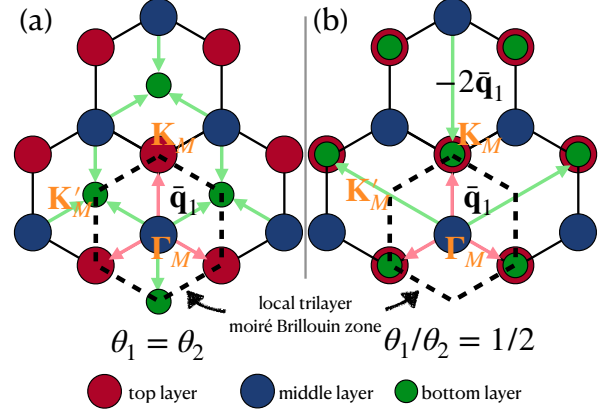 (a)
(b)
−2q̄₁
K_M
K_M
K′_M
q̄₁
K′_M
q̄₁
Γ_M
Γ_M
local trilayer
moiré Brillouin zone
θ₁ = θ₂
θ₁/θ₂ = 1/2
top layer
middle layer
bottom layer